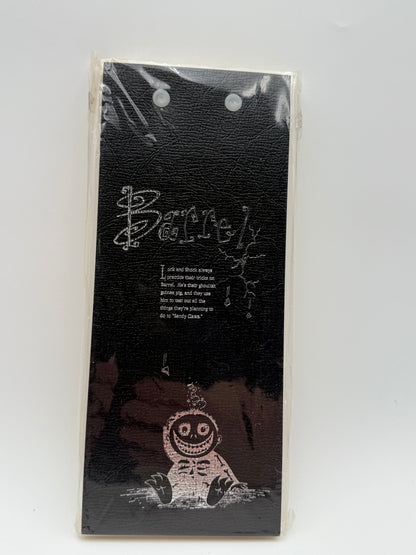 Barrel
Lock and Shock always
practice their tricks on
Barrel. He's their ghoulish
guinea pig, and they use
him to test out all the
things they're planning to
do to "Sandy Claws."